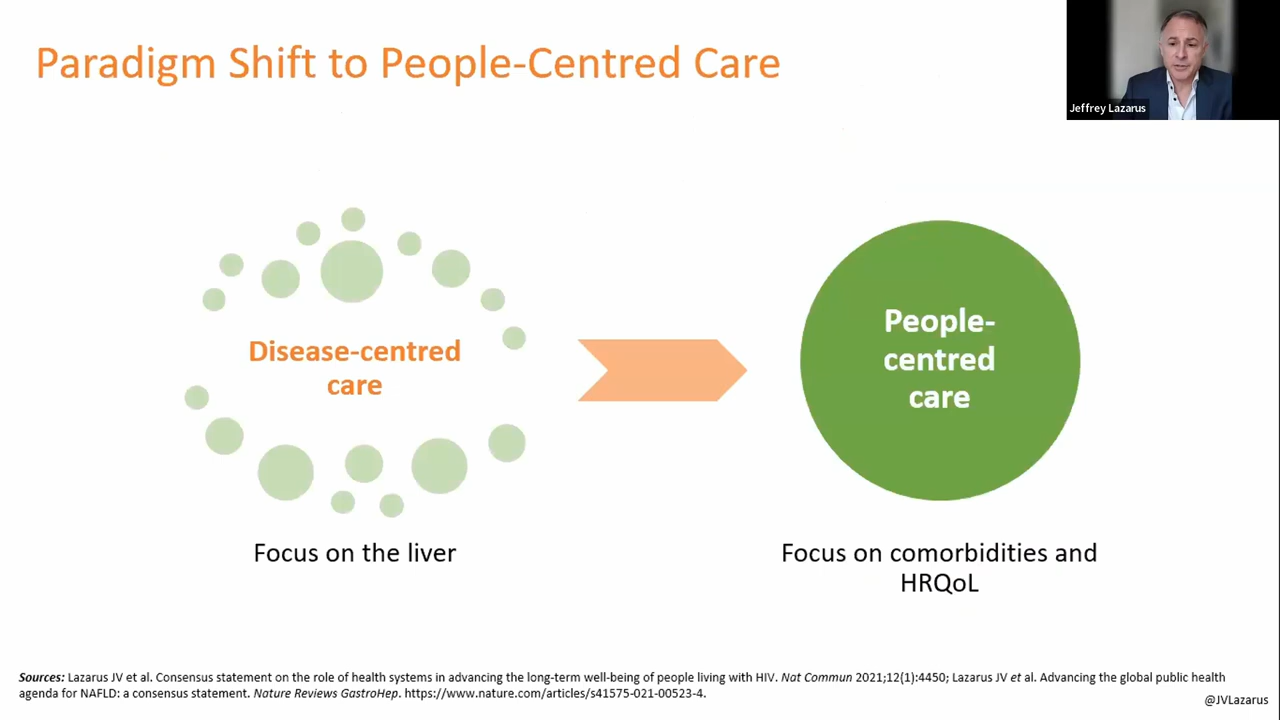 Paradigm Shift to People-Centred Care
Jeffrey Lazarus
Disease-centred
care
People-
centred
care
Focus on the liver
Focus on comorbidities and
HRQoL
Sources: Lazarus JV et al. Consensus statement on the role of health systems in advancing the long-term well-being of people living with HIV. Nat Commun 2021;12(1):4450; Lazarus JV et al. Advancing the global public health
agenda for NAFLD: a consensus statement. Nature Reviews GastroHep. https://www.nature.com/articles/s41575-021-00523-4.
@JVLazarus